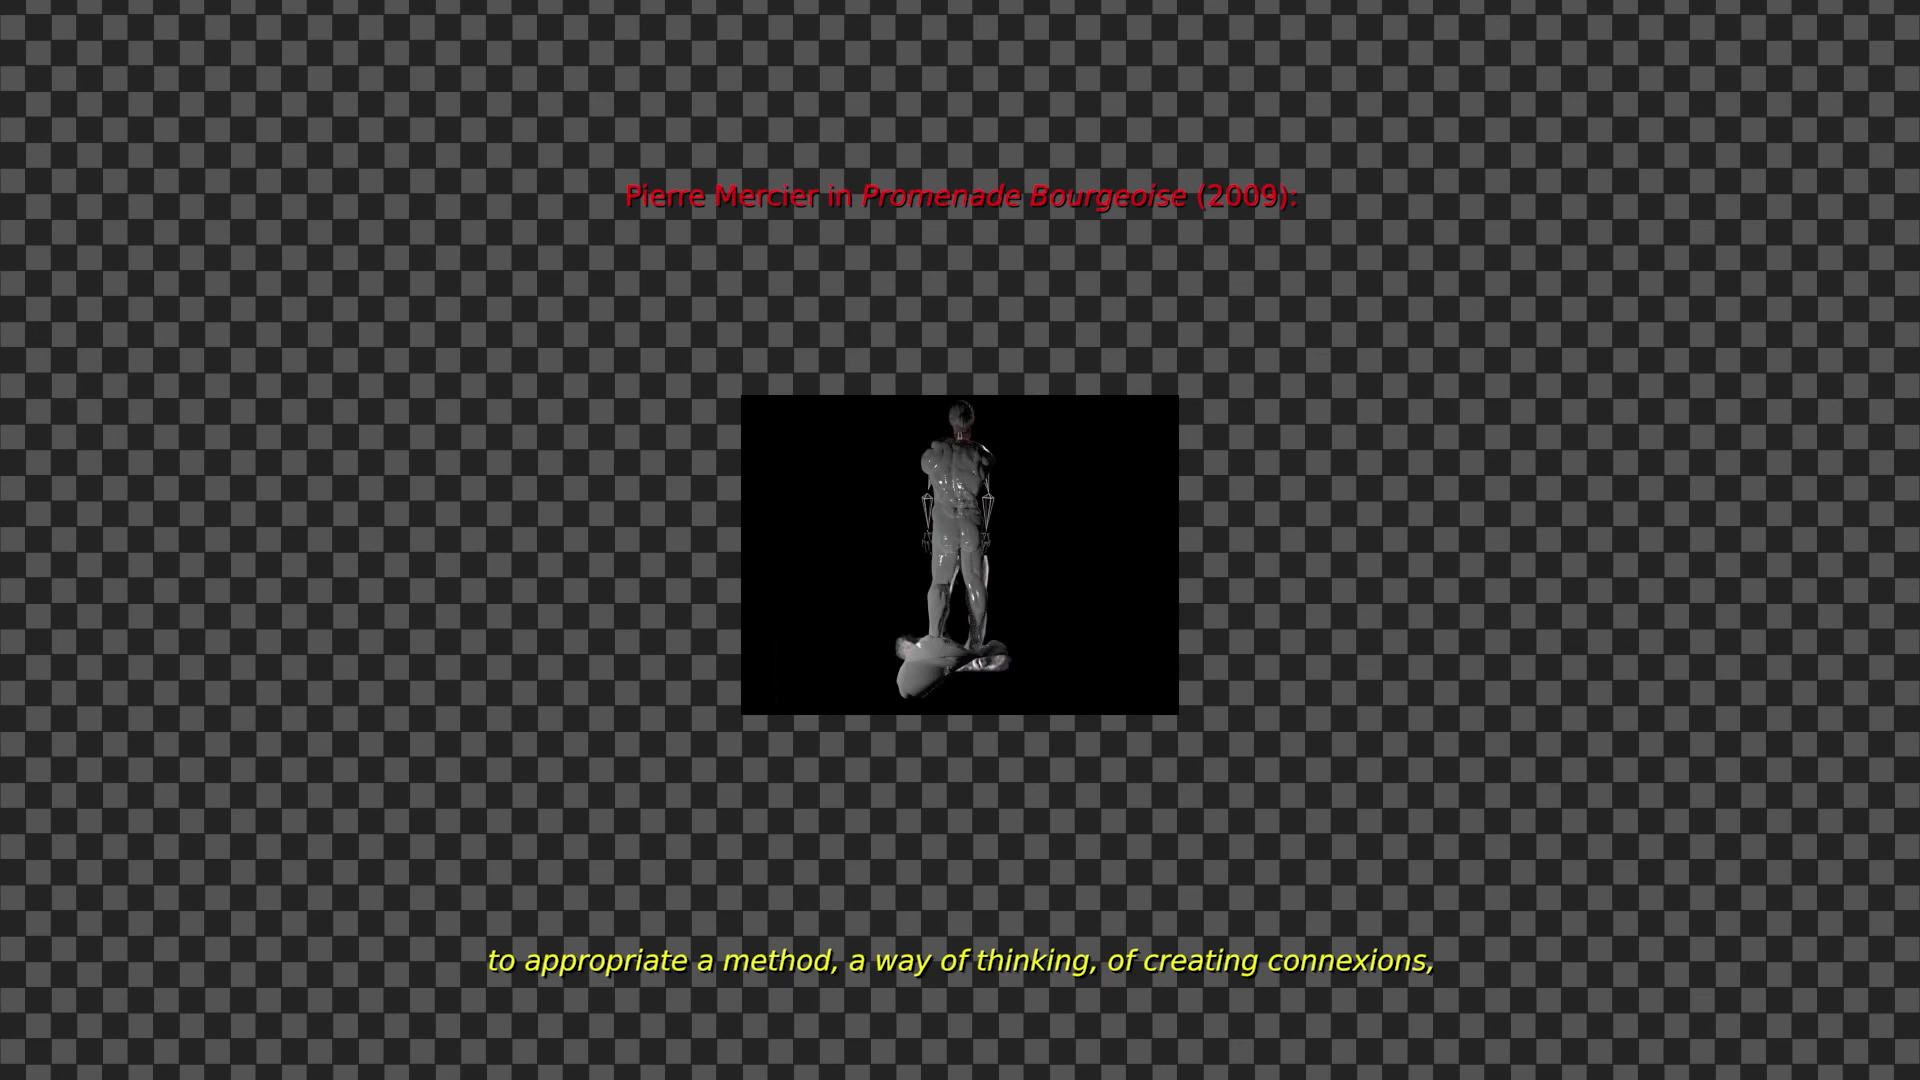 Pierre Mercier in Promenade Bourgeoise (2009):
to appropriate a method, a way of thinking, of creating connexions,